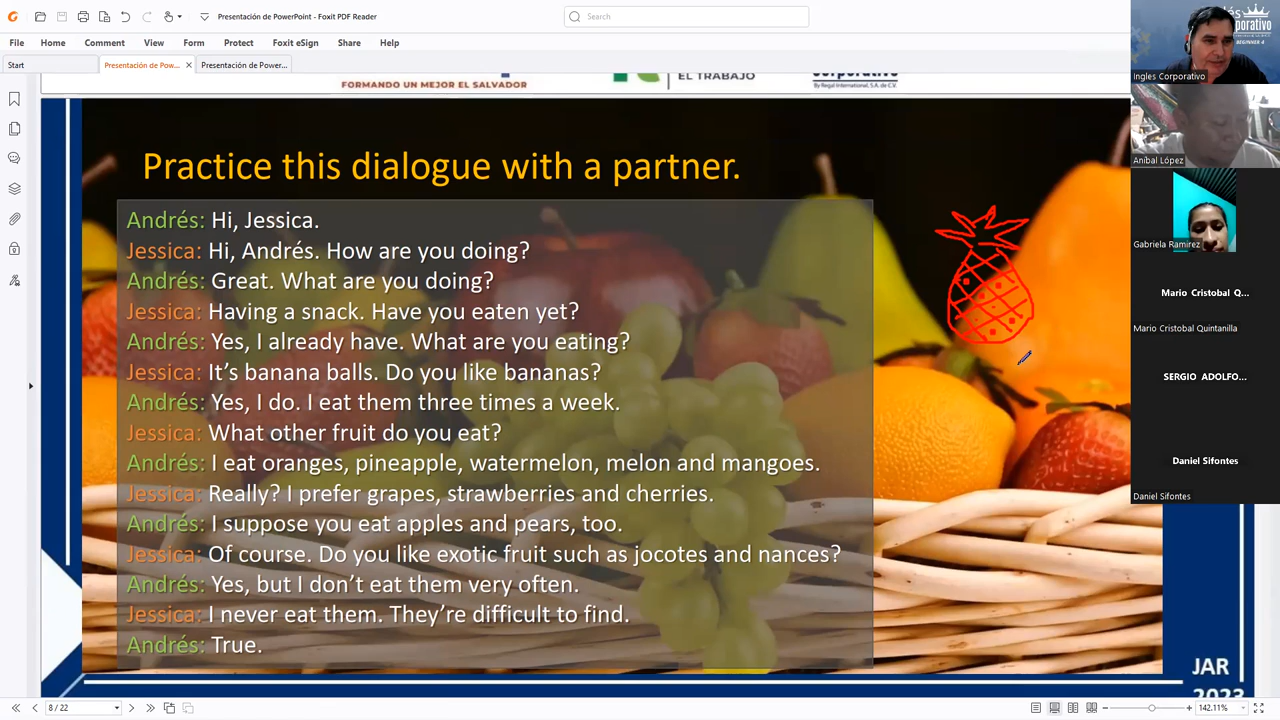 Presentación de PowerPoint - Foxit PDF Reader
Search
File Home Comment View Form Protect Foxit eSign Share Help
Start
Presentación de Pow...
Presentación de Power...
FORMANDO UN MEJOR EL SALVADOR
EL TRABAJO
By Regal International, S.A. de C.V.
Practice this dialogue with a partner.
Andrés: Hi, Jessica.
Jessica: Hi, Andrés. How are you doing?
Andrés: Great. What are you doing?
Jessica: Having a snack. Have you eaten yet?
Andrés: Yes, I already have. What are you eating?
Jessica: It's banana balls. Do you like bananas?
Andrés: Yes, I do. I eat them three times a week.
Jessica: What other fruit do you eat?
Andrés: I eat oranges, pineapple, watermelon, melon and mangoes.
Jessica: Really? I prefer grapes, strawberries and cherries.
Andrés: I suppose you eat apples and pears, too.
Jessica: Of course. Do you like exotic fruit such as jocotes and nances?
Andrés: Yes, but I don't eat them very often.
Jessica: I never eat them. They're difficult to find.
Andrés: True.
BEGINNER 4
Ingles Corporativo
Aníbal López
Gabriela Ramirez
Mario Cristobal Q...
Mario Cristobal Quintanilla
SERGIO ADOLFO...
Daniel Sifontes
Daniel Sifontes
JAR
2023
8 / 22
142.11%